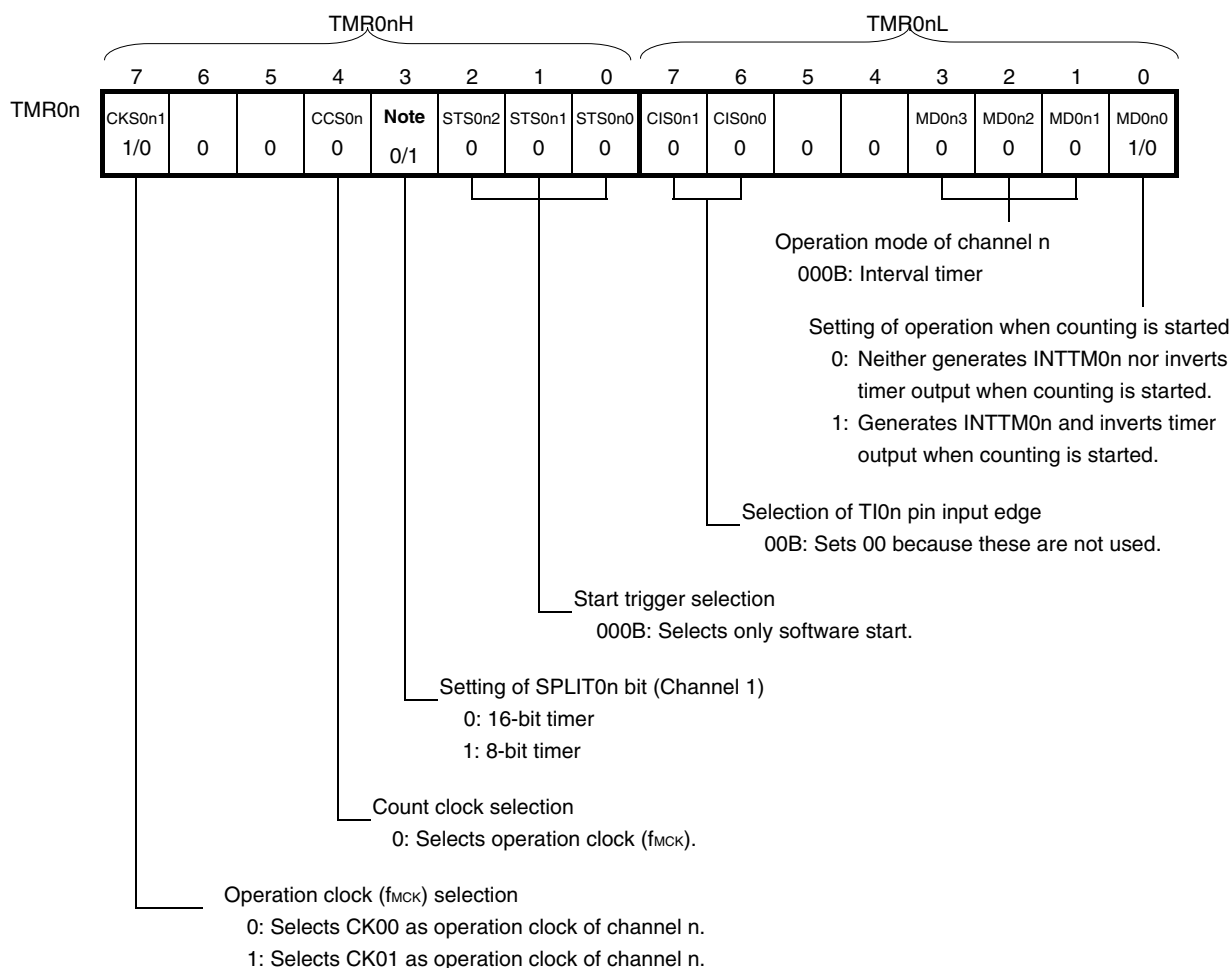 TMR0nH TMR0nL
7 6 5 4 3 2 1 0 7 6 5 4 3 2 1 0
TMR0n
CKS0n1 CCS0n Note STS0n2 STS0n1 STS0n0 CIS0n1 CIS0n0 MD0n3 MD0n2 MD0n1 MD0n0
1/0 0 0 0 0/1 0 0 0 0 0 0 0 0 0 0 1/0
Operation mode of channel n
000B: Interval timer
Setting of operation when counting is started
0: Neither generates INTTM0n nor inverts
timer output when counting is started.
1: Generates INTTM0n and inverts timer
output when counting is started.
Selection of TI0n pin input edge
00B: Sets 00 because these are not used.
Start trigger selection
000B: Selects only software start.
Setting of SPLIT0n bit (Channel 1)
0: 16-bit timer
1: 8-bit timer
Count clock selection
0: Selects operation clock (fMCK).
Operation clock (fMCK) selection
0: Selects CK00 as operation clock of channel n.
1: Selects CK01 as operation clock of channel n.